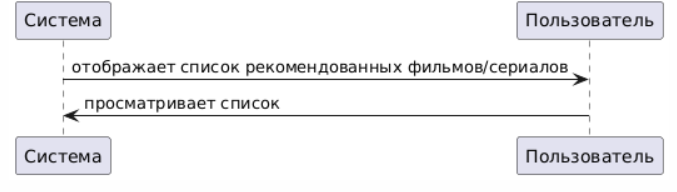 Система
Пользователь
отображает список рекомендованных фильмов/сериалов
просматривает список
Система
Пользователь